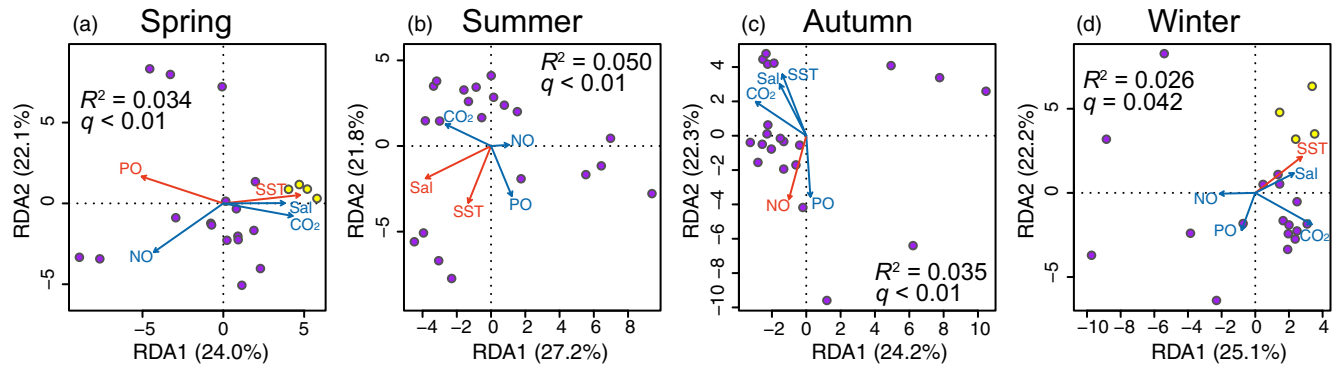 (a) Spring
R² = 0.034
q < 0.01
PO
SST
Sal
CO₂
NO
5
0
−5
−5 0 5
RDA2 (22.1%)
RDA1 (24.0%)
(b) Summer
R² = 0.050
q < 0.01
CO₂
NO
Sal
SST
PO
5
0
−5
−4 −2 0 2 4 6 8
RDA2 (21.8%)
RDA1 (27.2%)
(c) Autumn
Sal SST
CO₂
NO
PO
R² = 0.035
q < 0.01
4
2
0
−2
−4
−6
−8
−10
−2 0 2 4 6 8 10
RDA2 (22.3%)
RDA1 (24.2%)
(d) Winter
R² = 0.026
q = 0.042
SST
Sal
NO
PO
CO₂
5
0
−5
−10 −8 −6 −4 −2 0 2 4
RDA2 (22.2%)
RDA1 (25.1%)